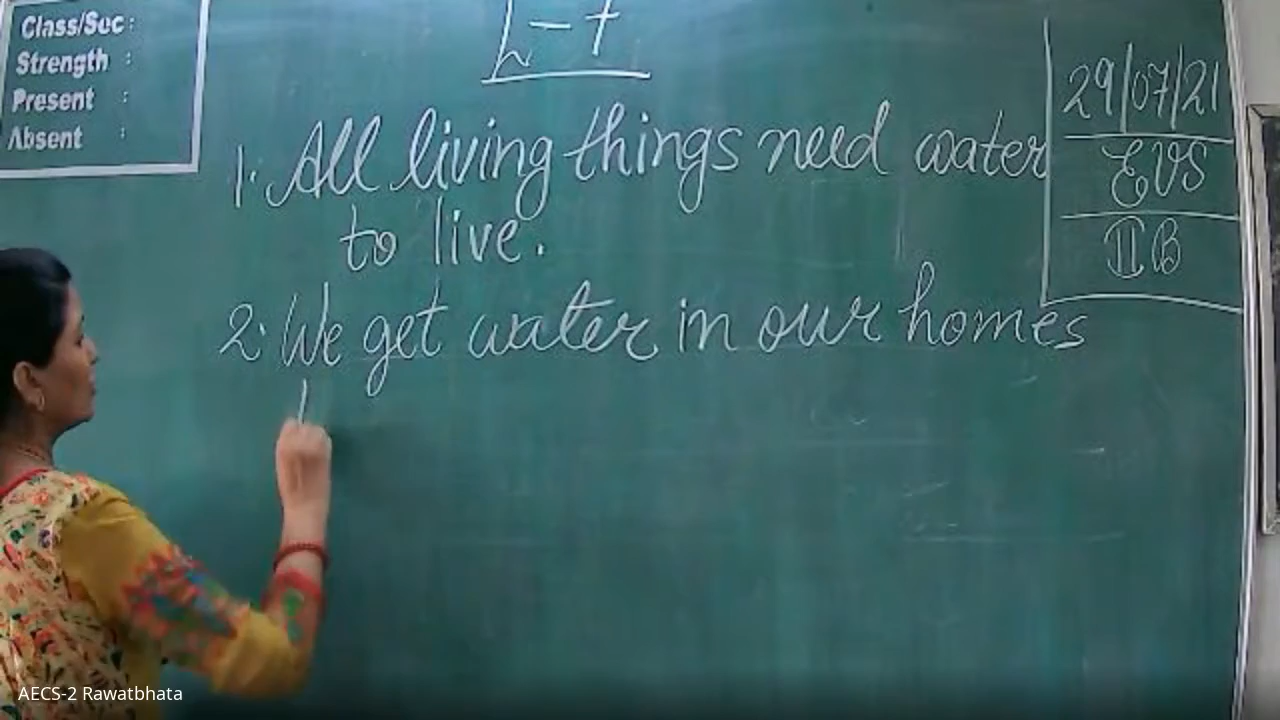 Class/Sec :
Strength :
Present :
Absent :
L-7
29/07/21
EVS
II B
1. All living things need water
to live.
2. We get water in our homes
AECS-2 Rawatbhata